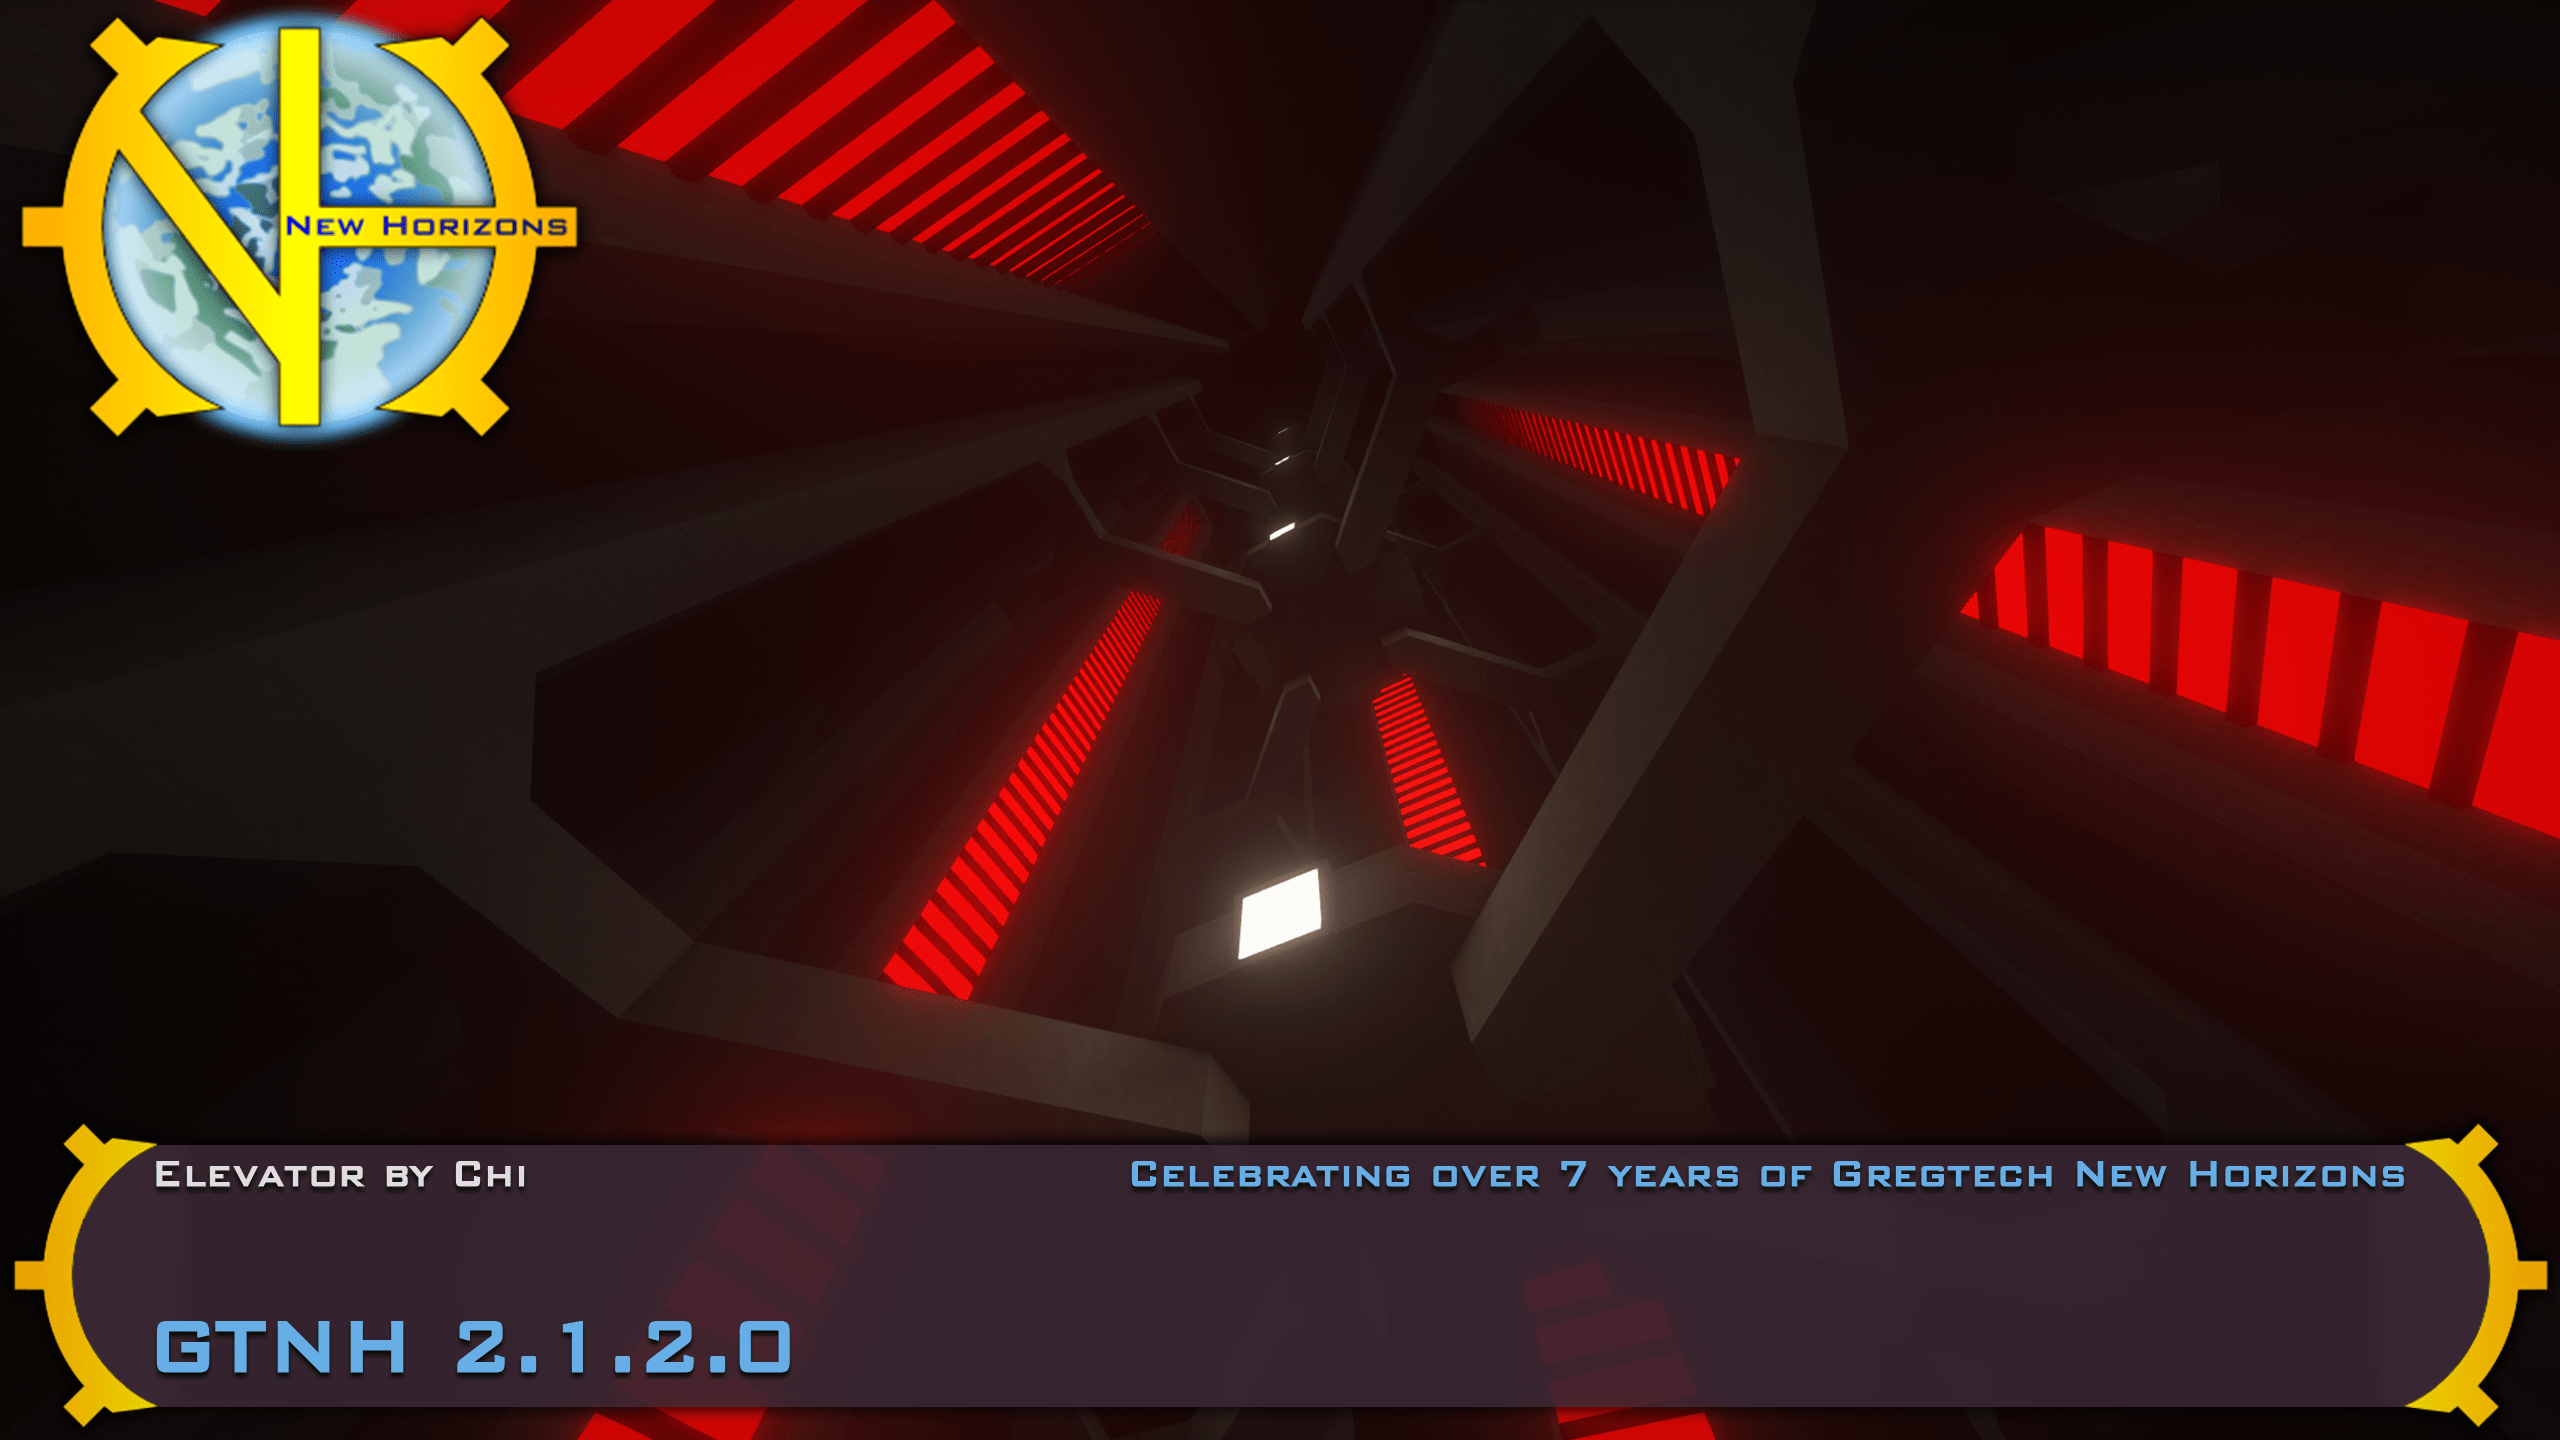 New Horizons
Elevator by Chi
Celebrating over 7 years of Gregtech New Horizons
GTNH 2.1.2.0